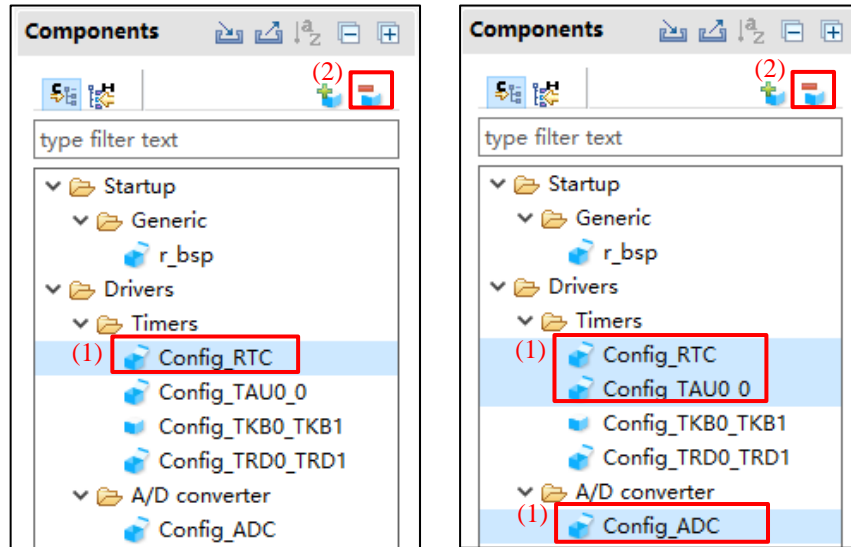 Components
(2)
type filter text
Startup
Generic
r_bsp
Drivers
Timers
(1) Config_RTC
Config_TAU0_0
Config_TKB0_TKB1
Config_TRD0_TRD1
A/D converter
Config_ADC
Components
(2)
type filter text
Startup
Generic
r_bsp
Drivers
Timers
(1) Config_RTC
Config_TAU0_0
Config_TKB0_TKB1
Config_TRD0_TRD1
A/D converter
(1) Config_ADC